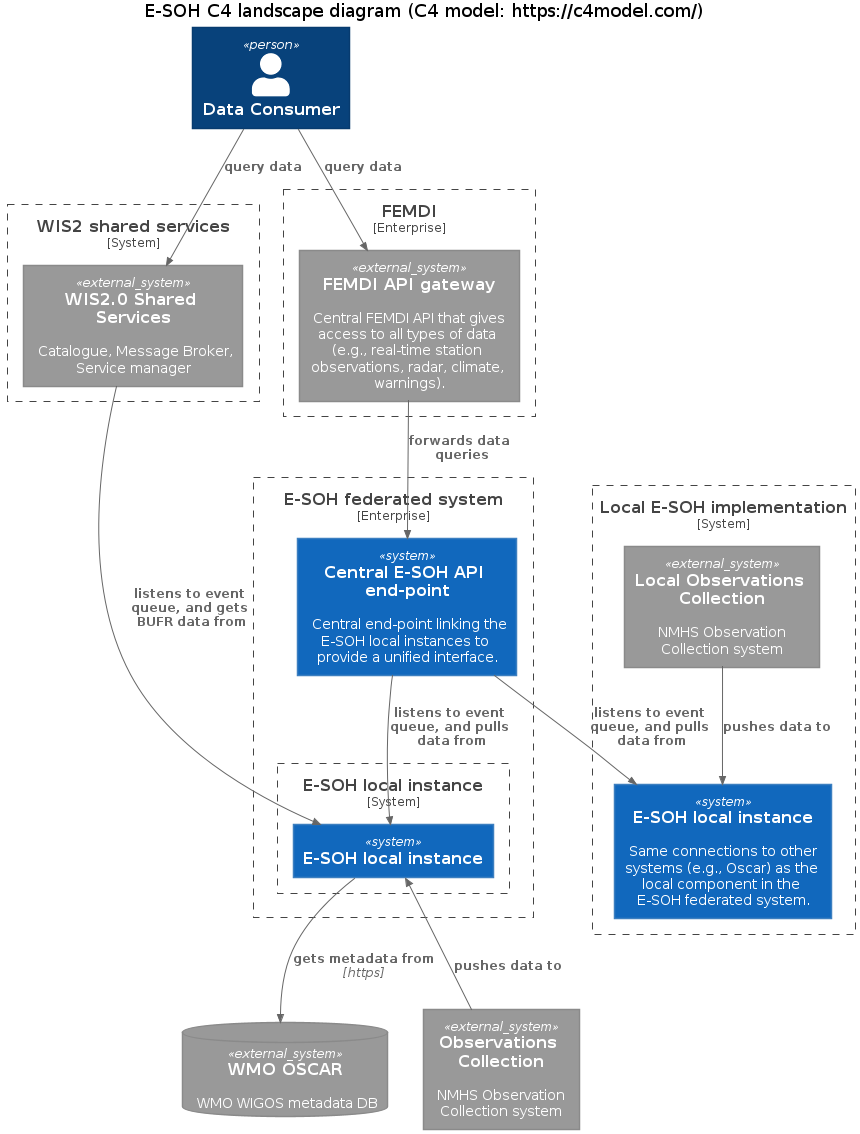 E-SOH C4 landscape diagram (C4 model: https://c4model.com/)
«person»
Data Consumer
query data
query data
WIS2 shared services
[System]
«external_system»
WIS2.0 Shared
Services
Catalogue, Message Broker,
Service manager
FEMDI
[Enterprise]
«external_system»
FEMDI API gateway
Central FEMDI API that gives
access to all types of data
(e.g., real-time station
observations, radar, climate,
warnings).
forwards data
queries
E-SOH federated system
[Enterprise]
«system»
Central E-SOH API
end-point
Central end-point linking the
E-SOH local instances to
provide a unified interface.
Local E-SOH implementation
[System]
«external_system»
Local Observations
Collection
NMHS Observation
Collection system
listens to event
queue, and gets
BUFR data from
listens to event
queue, and pulls
data from
listens to event
queue, and pulls
data from
pushes data to
E-SOH local instance
[System]
«system»
E-SOH local instance
«system»
E-SOH local instance
Same connections to other
systems (e.g., Oscar) as the
local component in the
E-SOH federated system.
gets metadata from
[https]
pushes data to
«external_system»
WMO OSCAR
WMO WIGOS metadata DB
«external_system»
Observations
Collection
NMHS Observation
Collection system